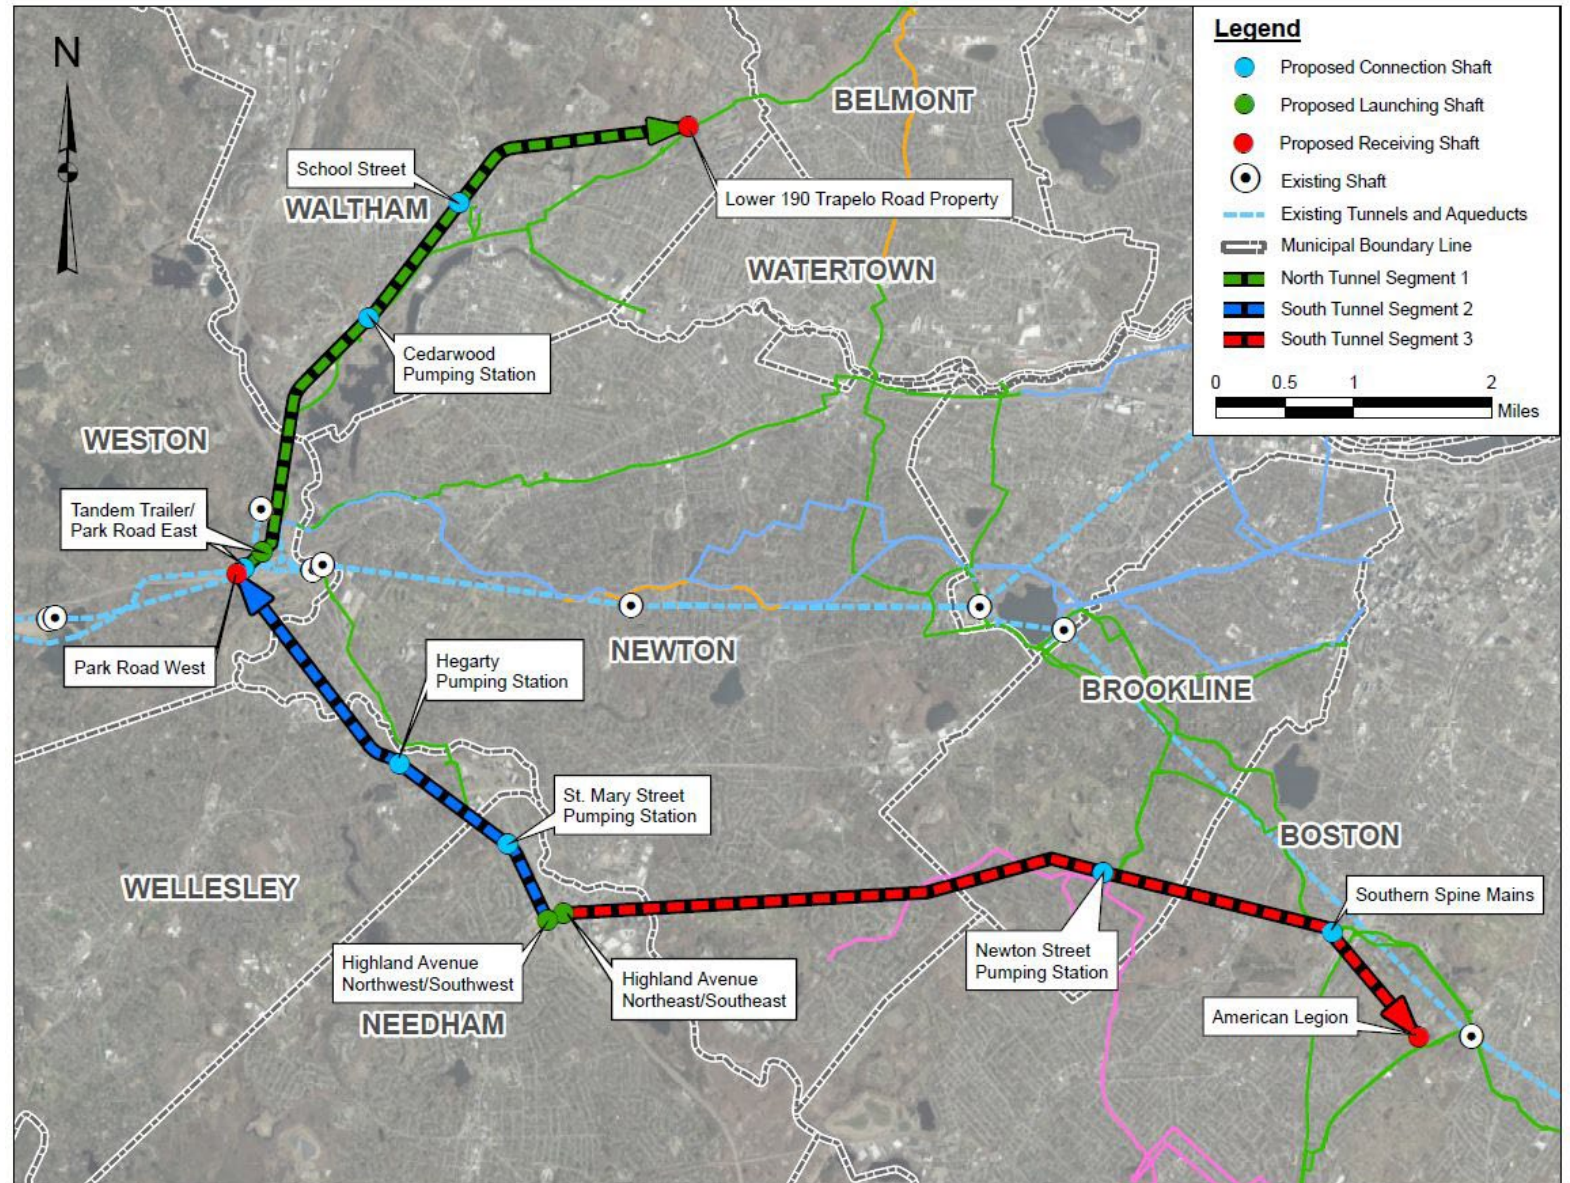 N
Legend
Proposed Connection Shaft
Proposed Launching Shaft
Proposed Receiving Shaft
Existing Shaft
Existing Tunnels and Aqueducts
Municipal Boundary Line
North Tunnel Segment 1
South Tunnel Segment 2
South Tunnel Segment 3
0 0.5 1 2
Miles
BELMONT
School Street
WALTHAM
Lower 190 Trapelo Road Property
WATERTOWN
Cedarwood
Pumping Station
WESTON
Tandem Trailer/
Park Road East
Park Road West
Hegarty
Pumping Station
NEWTON
BROOKLINE
St. Mary Street
Pumping Station
BOSTON
WELLESLEY
Southern Spine Mains
Newton Street
Pumping Station
Highland Avenue
Northwest/Southwest
Highland Avenue
Northeast/Southeast
NEEDHAM
American Legion